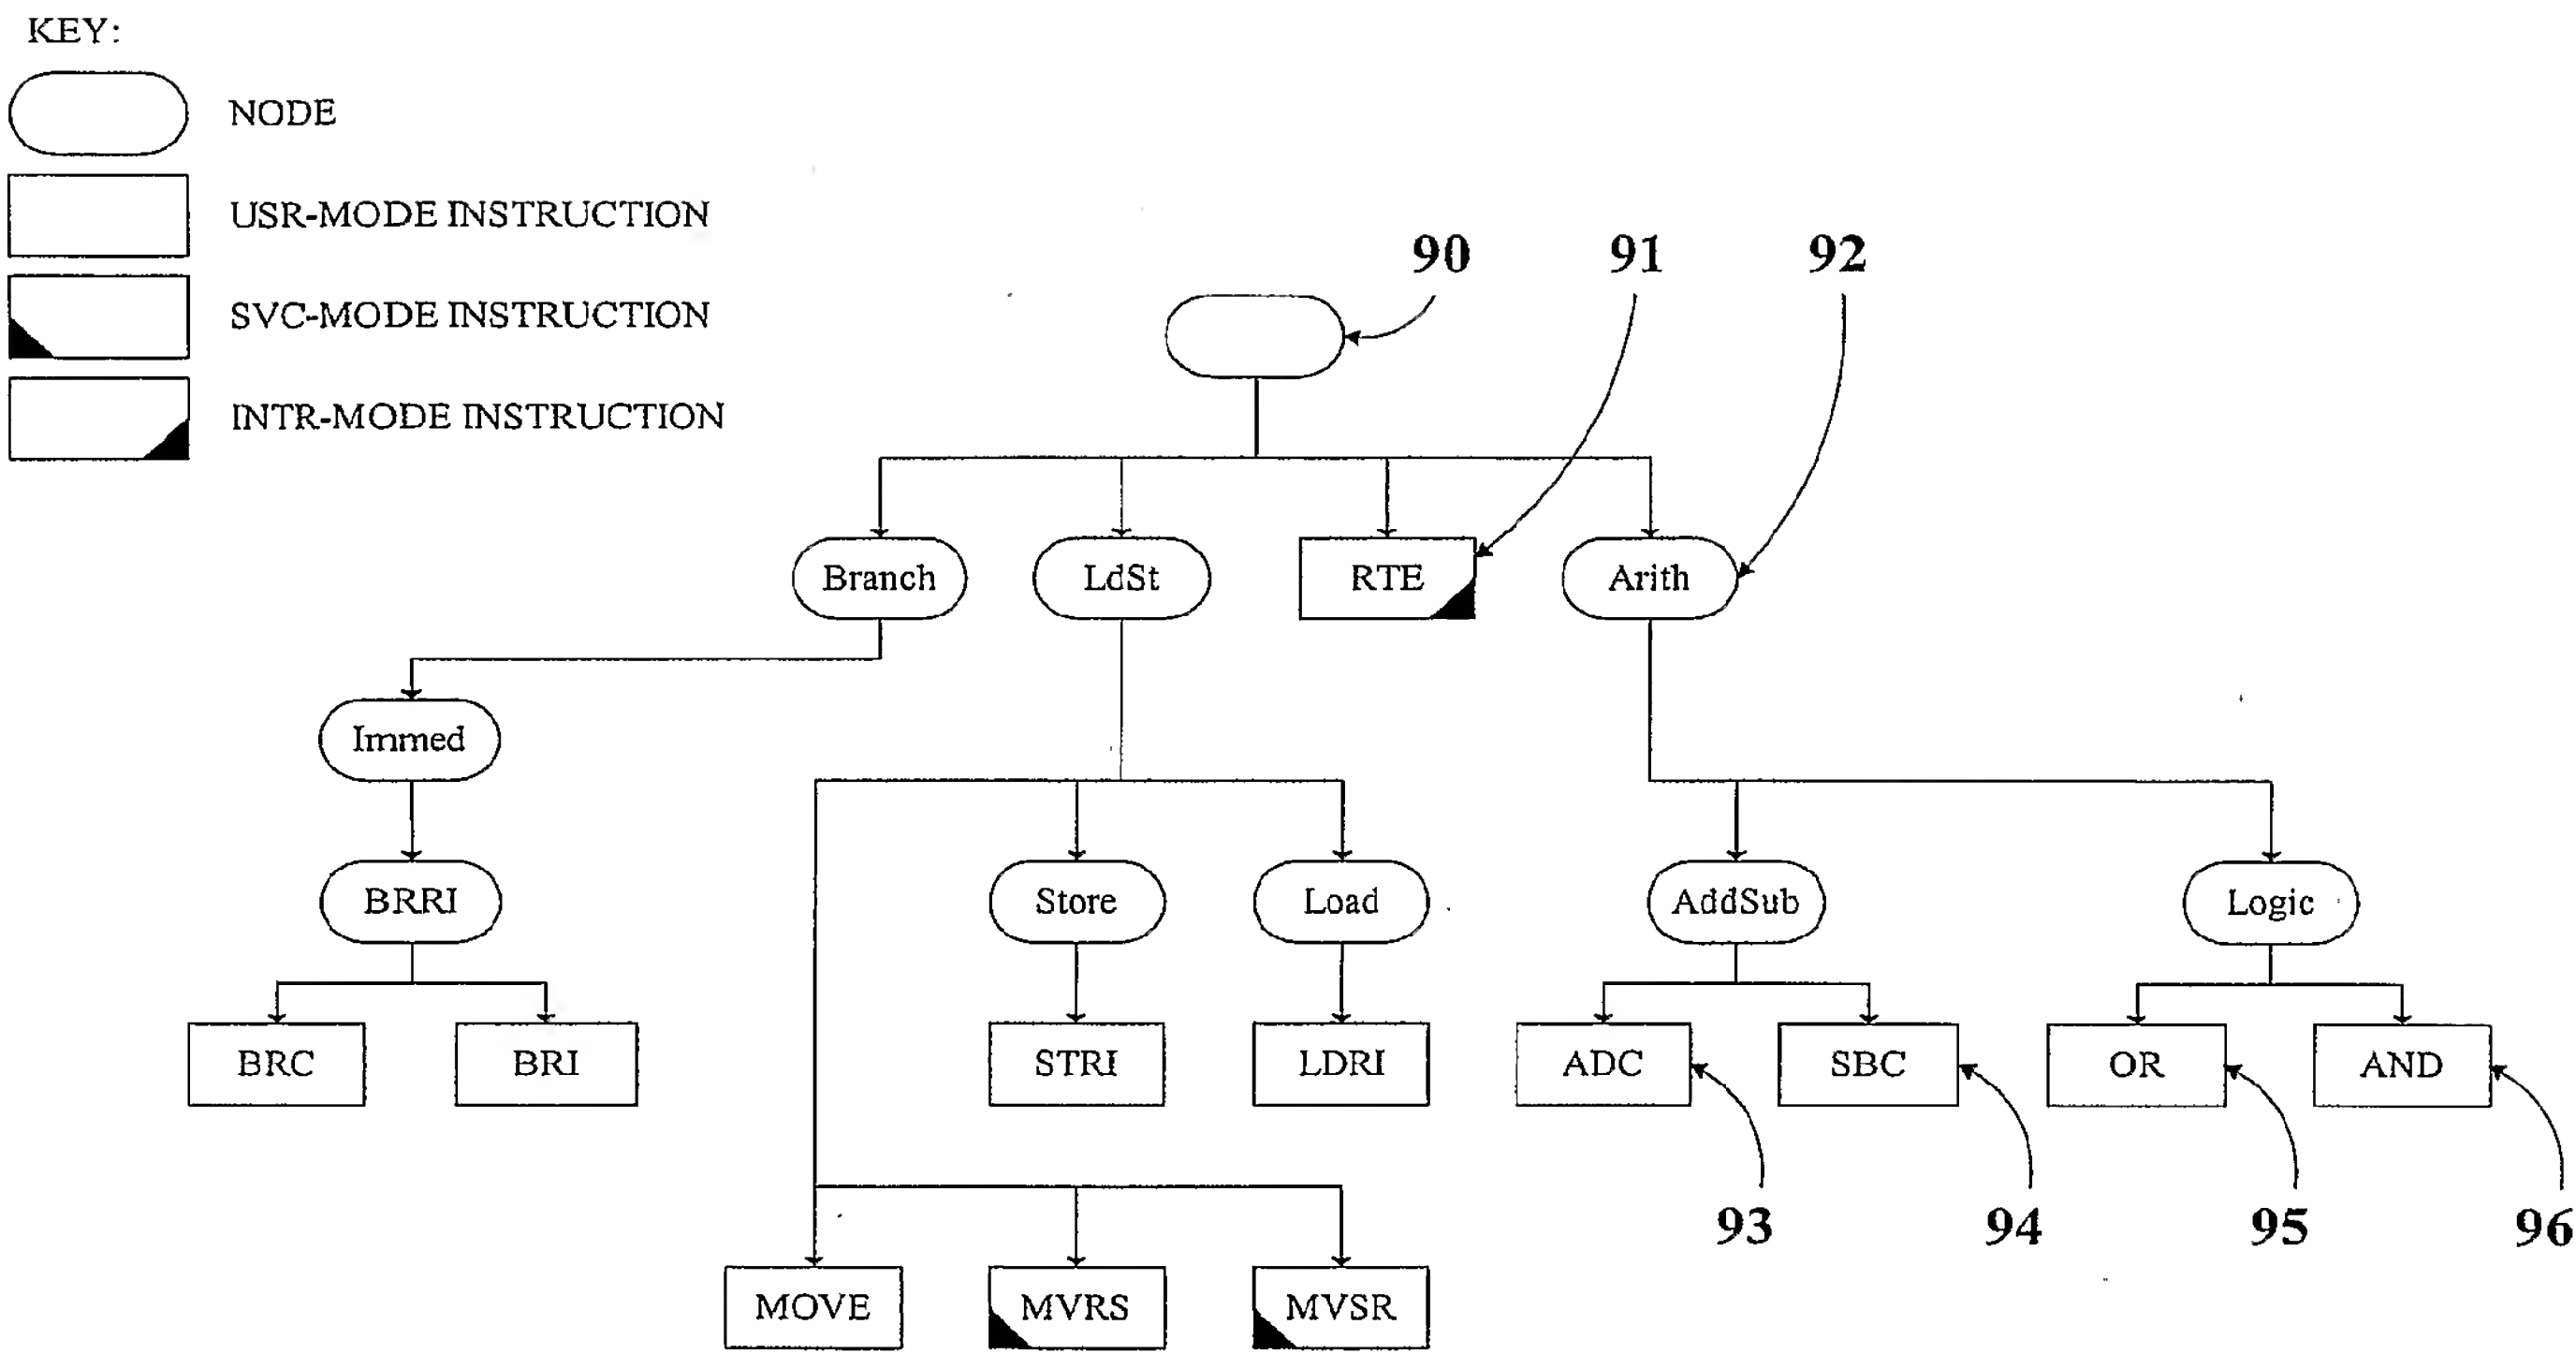 KEY:
NODE
USR-MODE INSTRUCTION
SVC-MODE INSTRUCTION
INTR-MODE INSTRUCTION
90 91 92
Branch LdSt RTE Arith
Immed
BRRI Store Load AddSub Logic
BRC BRI STRI LDRI ADC SBC OR AND
93 94 95 96
MOVE MVRS MVSR